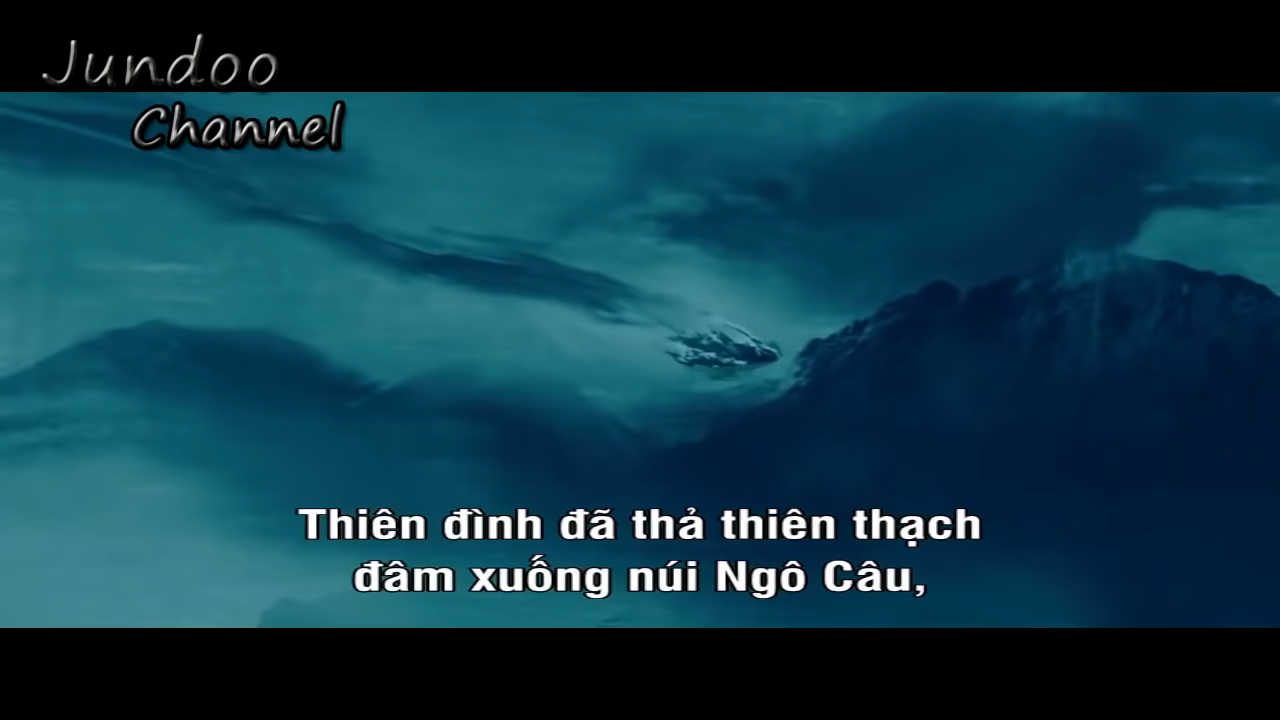 Jundoo
Channel
Thiên đình đã thả thiên thạch
đâm xuống núi Ngô Câu,